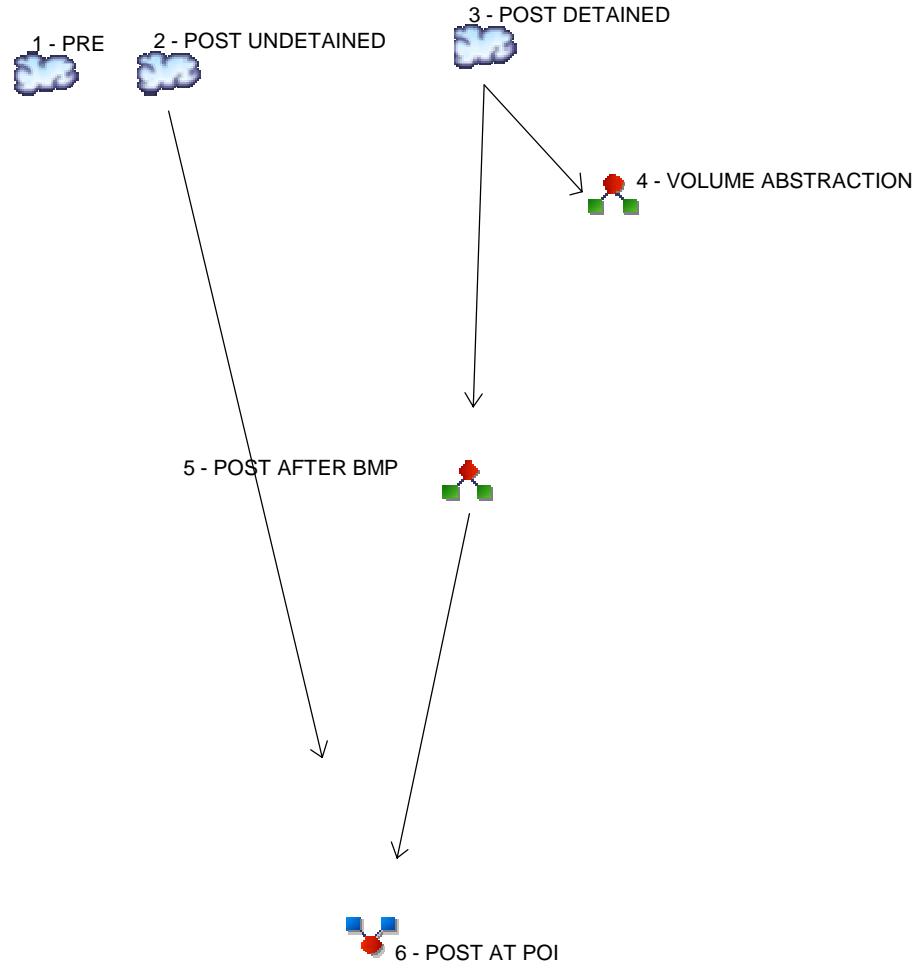 1 - PRE
2 - POST UNDETAINED
3 - POST DETAINED
4 - VOLUME ABSTRACTION
5 - POST AFTER BMP
6 - POST AT POI